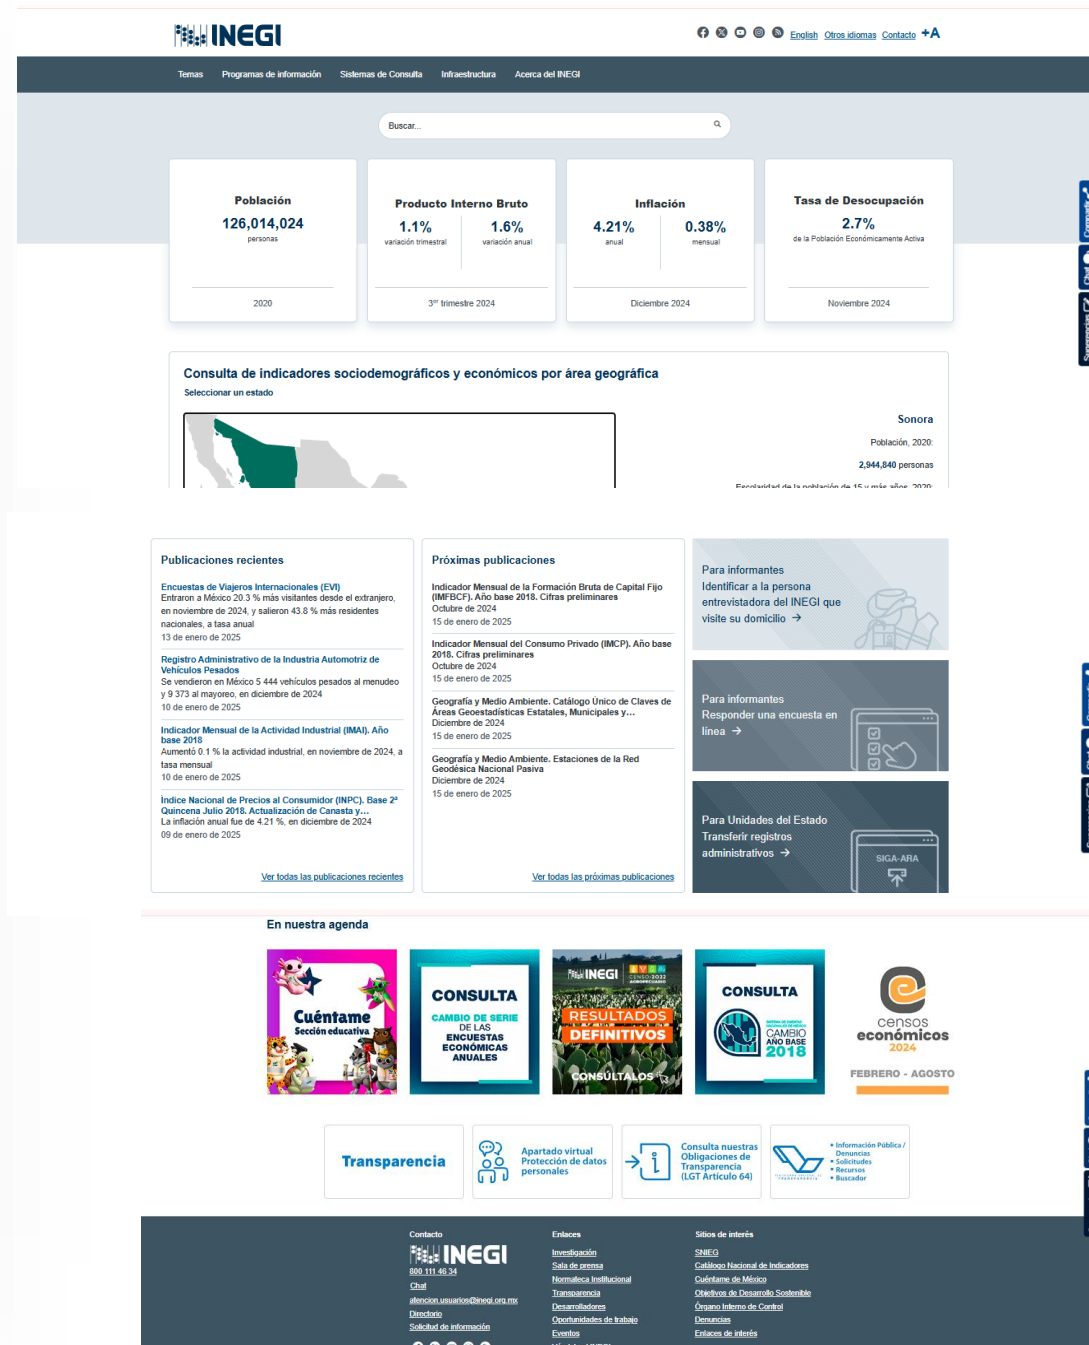 INEGI
English Otros idiomas Contacto +A
Temas Programas de información Sistemas de Consulta Infraestructura Acerca del INEGI
Buscar...
Población
126,014,024
personas
2020
Producto Interno Bruto
1.1% 1.6%
variación trimestral variación anual
3er trimestre 2024
Inflación
4.21% 0.38%
anual mensual
Diciembre 2024
Tasa de Desocupación
2.7%
de la Población Económicamente Activa
Noviembre 2024
Compartir
Chat
Sugerencias
Consulta de indicadores sociodemográficos y económicos por área geográfica
Seleccionar un estado
Sonora
Población, 2020:
2,944,840 personas
Escolaridad de la población de 15 y más años, 2020:
Publicaciones recientes
Encuestas de Viajeros Internacionales (EVI)
Entraron a México 20.3 % más visitantes desde el extranjero,
en noviembre de 2024, y salieron 43.8 % más residentes
nacionales, a tasa anual
13 de enero de 2025
Registro Administrativo de la Industria Automotriz de
Vehículos Pesados
Se vendieron en México 5 444 vehículos pesados al menudeo
y 9 373 al mayoreo, en diciembre de 2024
10 de enero de 2025
Indicador Mensual de la Actividad Industrial (IMAI). Año
base 2018
Aumentó 0.1 % la actividad industrial, en noviembre de 2024, a
tasa mensual
10 de enero de 2025
Índice Nacional de Precios al Consumidor (INPC). Base 2ª
Quincena Julio 2018. Actualización de Canasta y…
La inflación anual fue de 4.21 %, en diciembre de 2024
09 de enero de 2025
Ver todas las publicaciones recientes
Próximas publicaciones
Indicador Mensual de la Formación Bruta de Capital Fijo
(IMFBCF). Año base 2018. Cifras preliminares
Octubre de 2024
15 de enero de 2025
Indicador Mensual del Consumo Privado (IMCP). Año base
2018. Cifras preliminares
Octubre de 2024
15 de enero de 2025
Geografía y Medio Ambiente. Catálogo Único de Claves de
Áreas Geoestadísticas Estatales, Municipales y…
Diciembre de 2024
15 de enero de 2025
Geografía y Medio Ambiente. Estaciones de la Red
Geodésica Nacional Pasiva
Diciembre de 2024
15 de enero de 2025
Ver todas las próximas publicaciones
Para informantes
Identificar a la persona
entrevistadora del INEGI que
visite su domicilio →
Para informantes
Responder una encuesta en
línea →
Para Unidades del Estado
Transferir registros
administrativos →
SIGA-ARA
En nuestra agenda
Cuéntame
Sección educativa
CONSULTA
CAMBIO DE SERIE
DE LAS
ENCUESTAS
ECONÓMICAS
ANUALES
INEGI
CENSO 2022
AGROPECUARIO
RESULTADOS
DEFINITIVOS
CONSÚLTALOS
CONSULTA
CAMBIO
AÑO BASE
2018
censos
económicos
2024
FEBRERO - AGOSTO
Transparencia
Apartado virtual
Protección de datos
personales
Consulta nuestras
Obligaciones de
Transparencia
(LGT Artículo 64)
• Información Pública /
Denuncias
• Solicitudes
• Recursos
• Buscador
Contacto
INEGI
800 111 46 34
Chat
atencion.usuarios@inegi.org.mx
Directorio
Solicitud de información
Enlaces
Investigación
Sala de prensa
Normateca Institucional
Transparencia
Desarrolladores
Oportunidades de trabajo
Eventos
Sitios de interés
SNIEG
Catálogo Nacional de Indicadores
Cuéntame de México
Objetivos de Desarrollo Sostenible
Órgano Interno de Control
Denuncias
Enlaces de interés